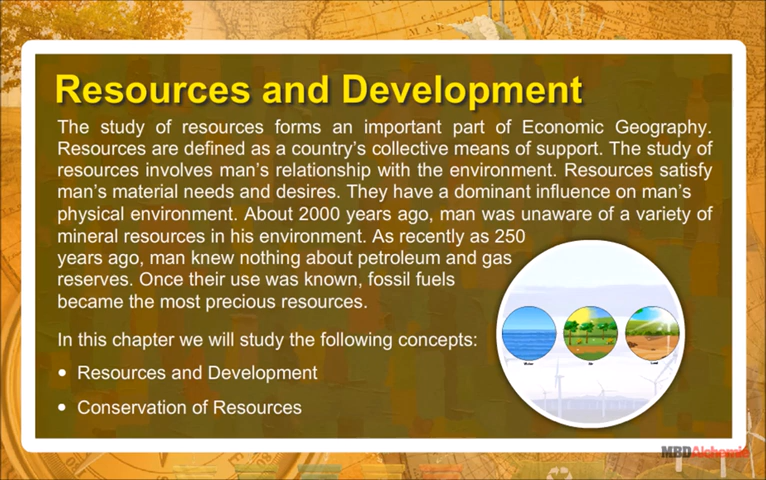 Resources and Development
The study of resources forms an important part of Economic Geography.
Resources are defined as a country's collective means of support. The study of
resources involves man's relationship with the environment. Resources satisfy
man's material needs and desires. They have a dominant influence on man's
physical environment. About 2000 years ago, man was unaware of a variety of
mineral resources in his environment. As recently as 250
years ago, man knew nothing about petroleum and gas
reserves. Once their use was known, fossil fuels
became the most precious resources.
In this chapter we will study the following concepts:
• Resources and Development
• Conservation of Resources
MBDAlchemie